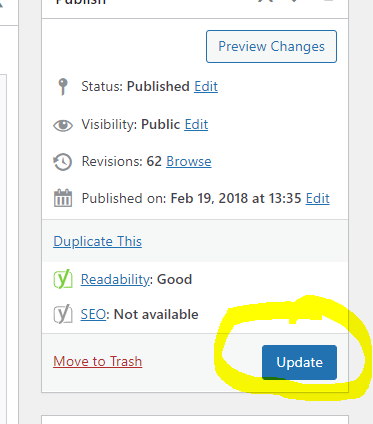 Publish
Preview Changes
Status: Published Edit
Visibility: Public Edit
Revisions: 62 Browse
Published on: Feb 19, 2018 at 13:35 Edit
Duplicate This
Readability: Good
SEO: Not available
Move to Trash
Update